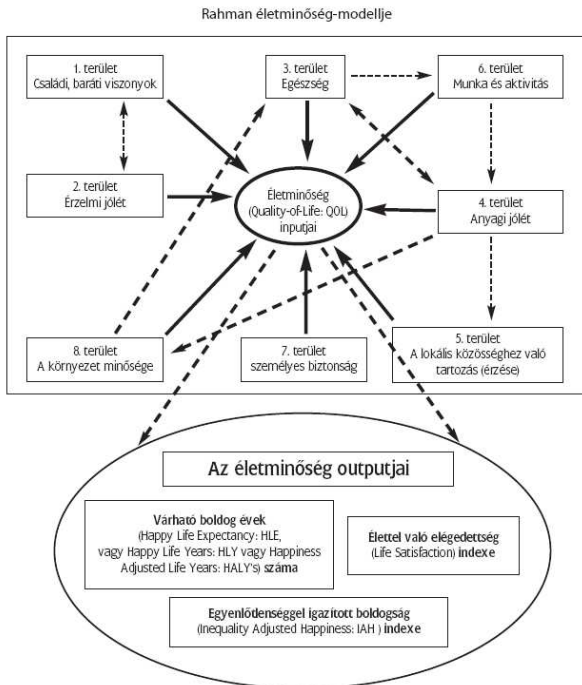 Rahman életminőség-modellje
1. terület
Családi, baráti viszonyok
3. terület
Egészség
6. terület
Munka és aktivitás
2. terület
Érzelmi jólét
Életminőség
(Quality-of-Life: QOL)
inputjai
4. terület
Anyagi jólét
8. terület
A környezet minősége
7. terület
személyes biztonság
5. terület
A lokális közösséghez való
tartozás (érzése)
Az életminőség outputjai
Várható boldog évek
(Happy Life Expectancy: HLE,
vagy Happy Life Years: HLY vagy Happiness
Adjusted Life Years: HALY's) száma
Élettel való elégedettség
(Life Satisfaction) indexe
Egyenlőtlenséggel igazított boldogság
(Inequality Adjusted Happiness: IAH ) indexe